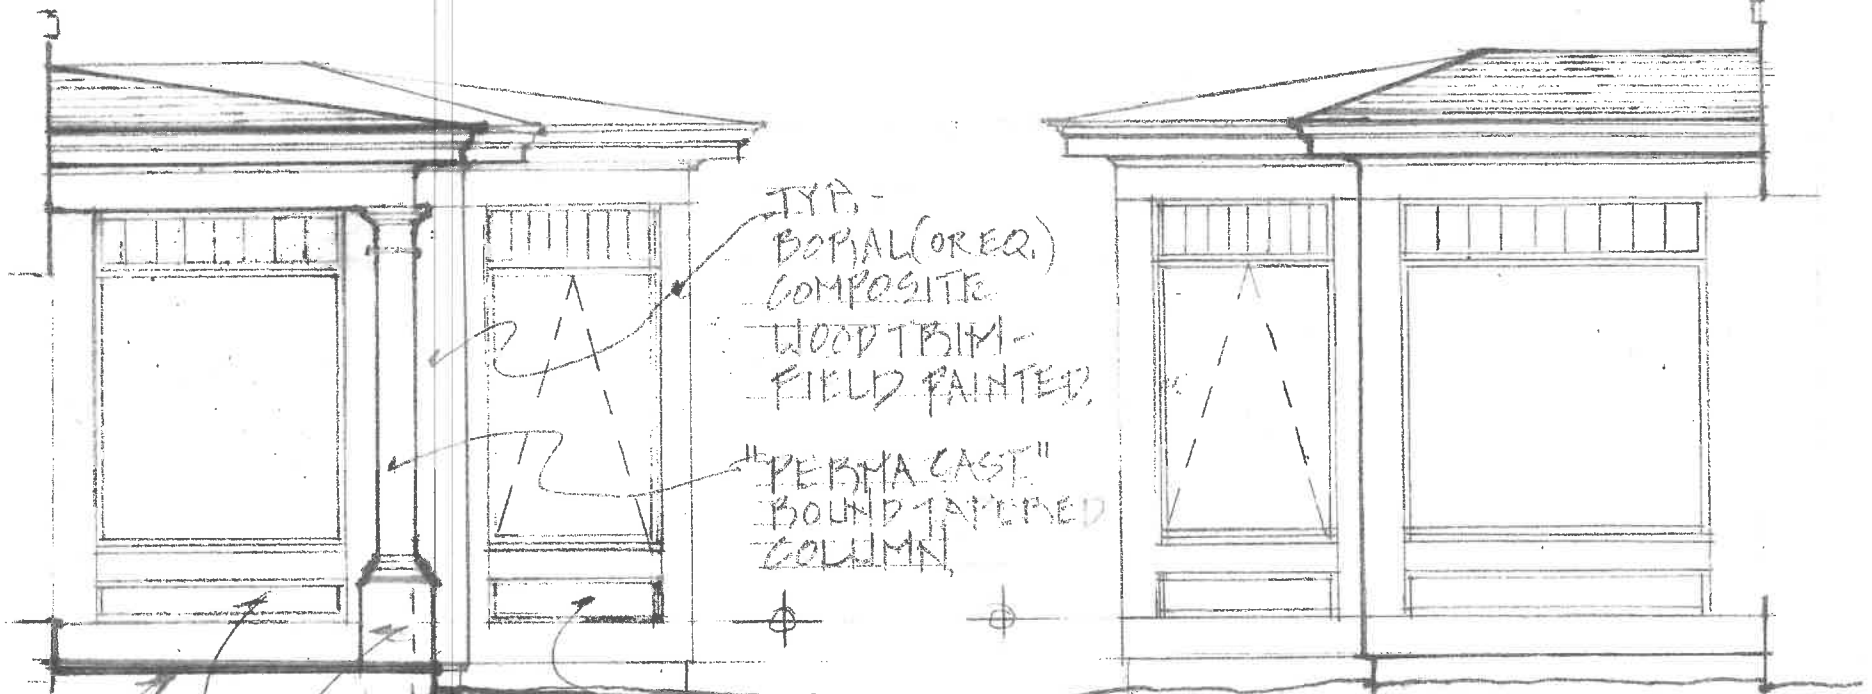 TYP. -
BORAL (OR EQ.)
COMPOSITE
WOOD TRIM -
FIELD PAINTED.
"PERMA CAST"
ROUND TAPERED
COLUMN,